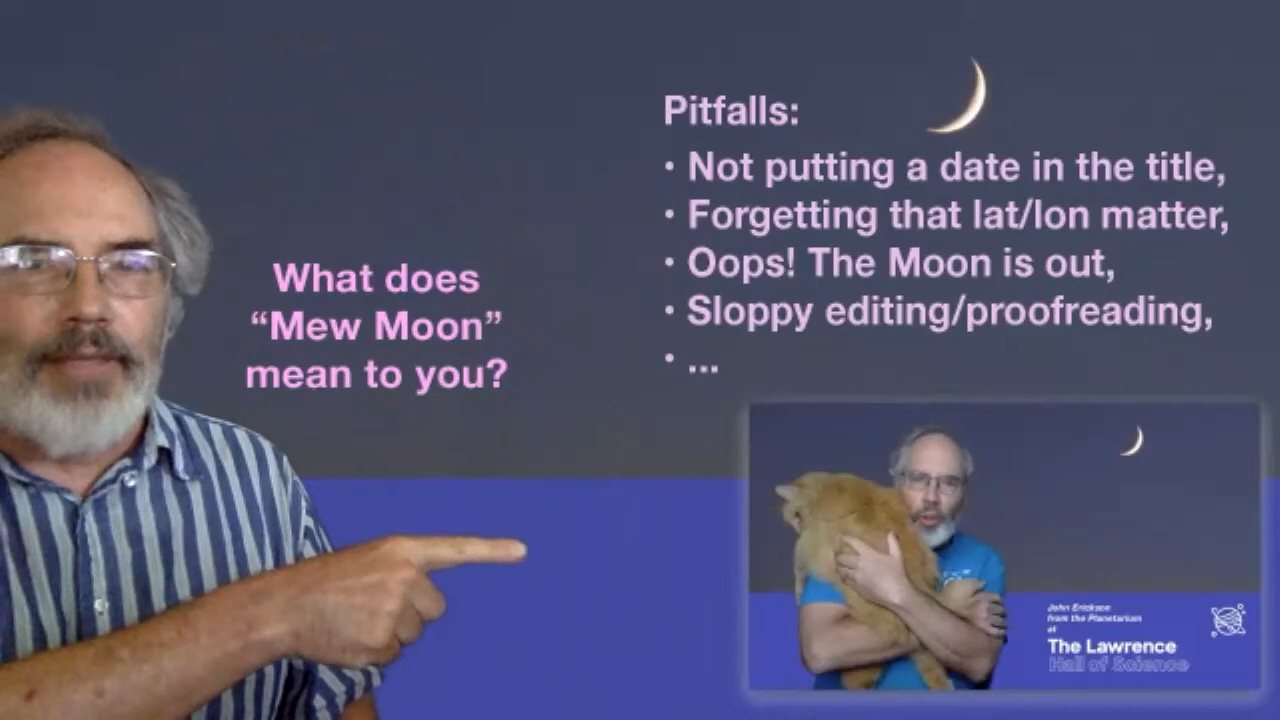 What does
“Mew Moon”
mean to you?
Pitfalls:
• Not putting a date in the title,
• Forgetting that lat/lon matter,
• Oops! The Moon is out,
• Sloppy editing/proofreading,
• ...
John Erickson
from the Planetarium
at
The Lawrence
Hall of Science